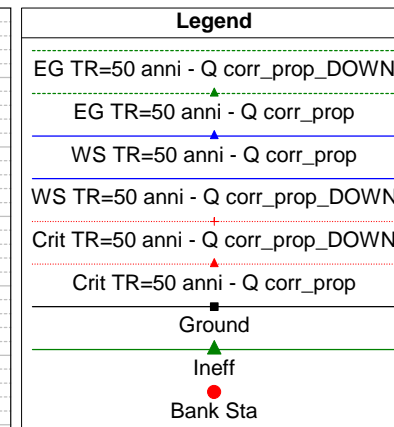 Legend
EG TR=50 anni - Q corr_prop_DOWN
EG TR=50 anni - Q corr_prop
WS TR=50 anni - Q corr_prop
WS TR=50 anni - Q corr_prop_DOWN
Crit TR=50 anni - Q corr_prop_DOWN
Crit TR=50 anni - Q corr_prop
Ground
Ineff
Bank Sta